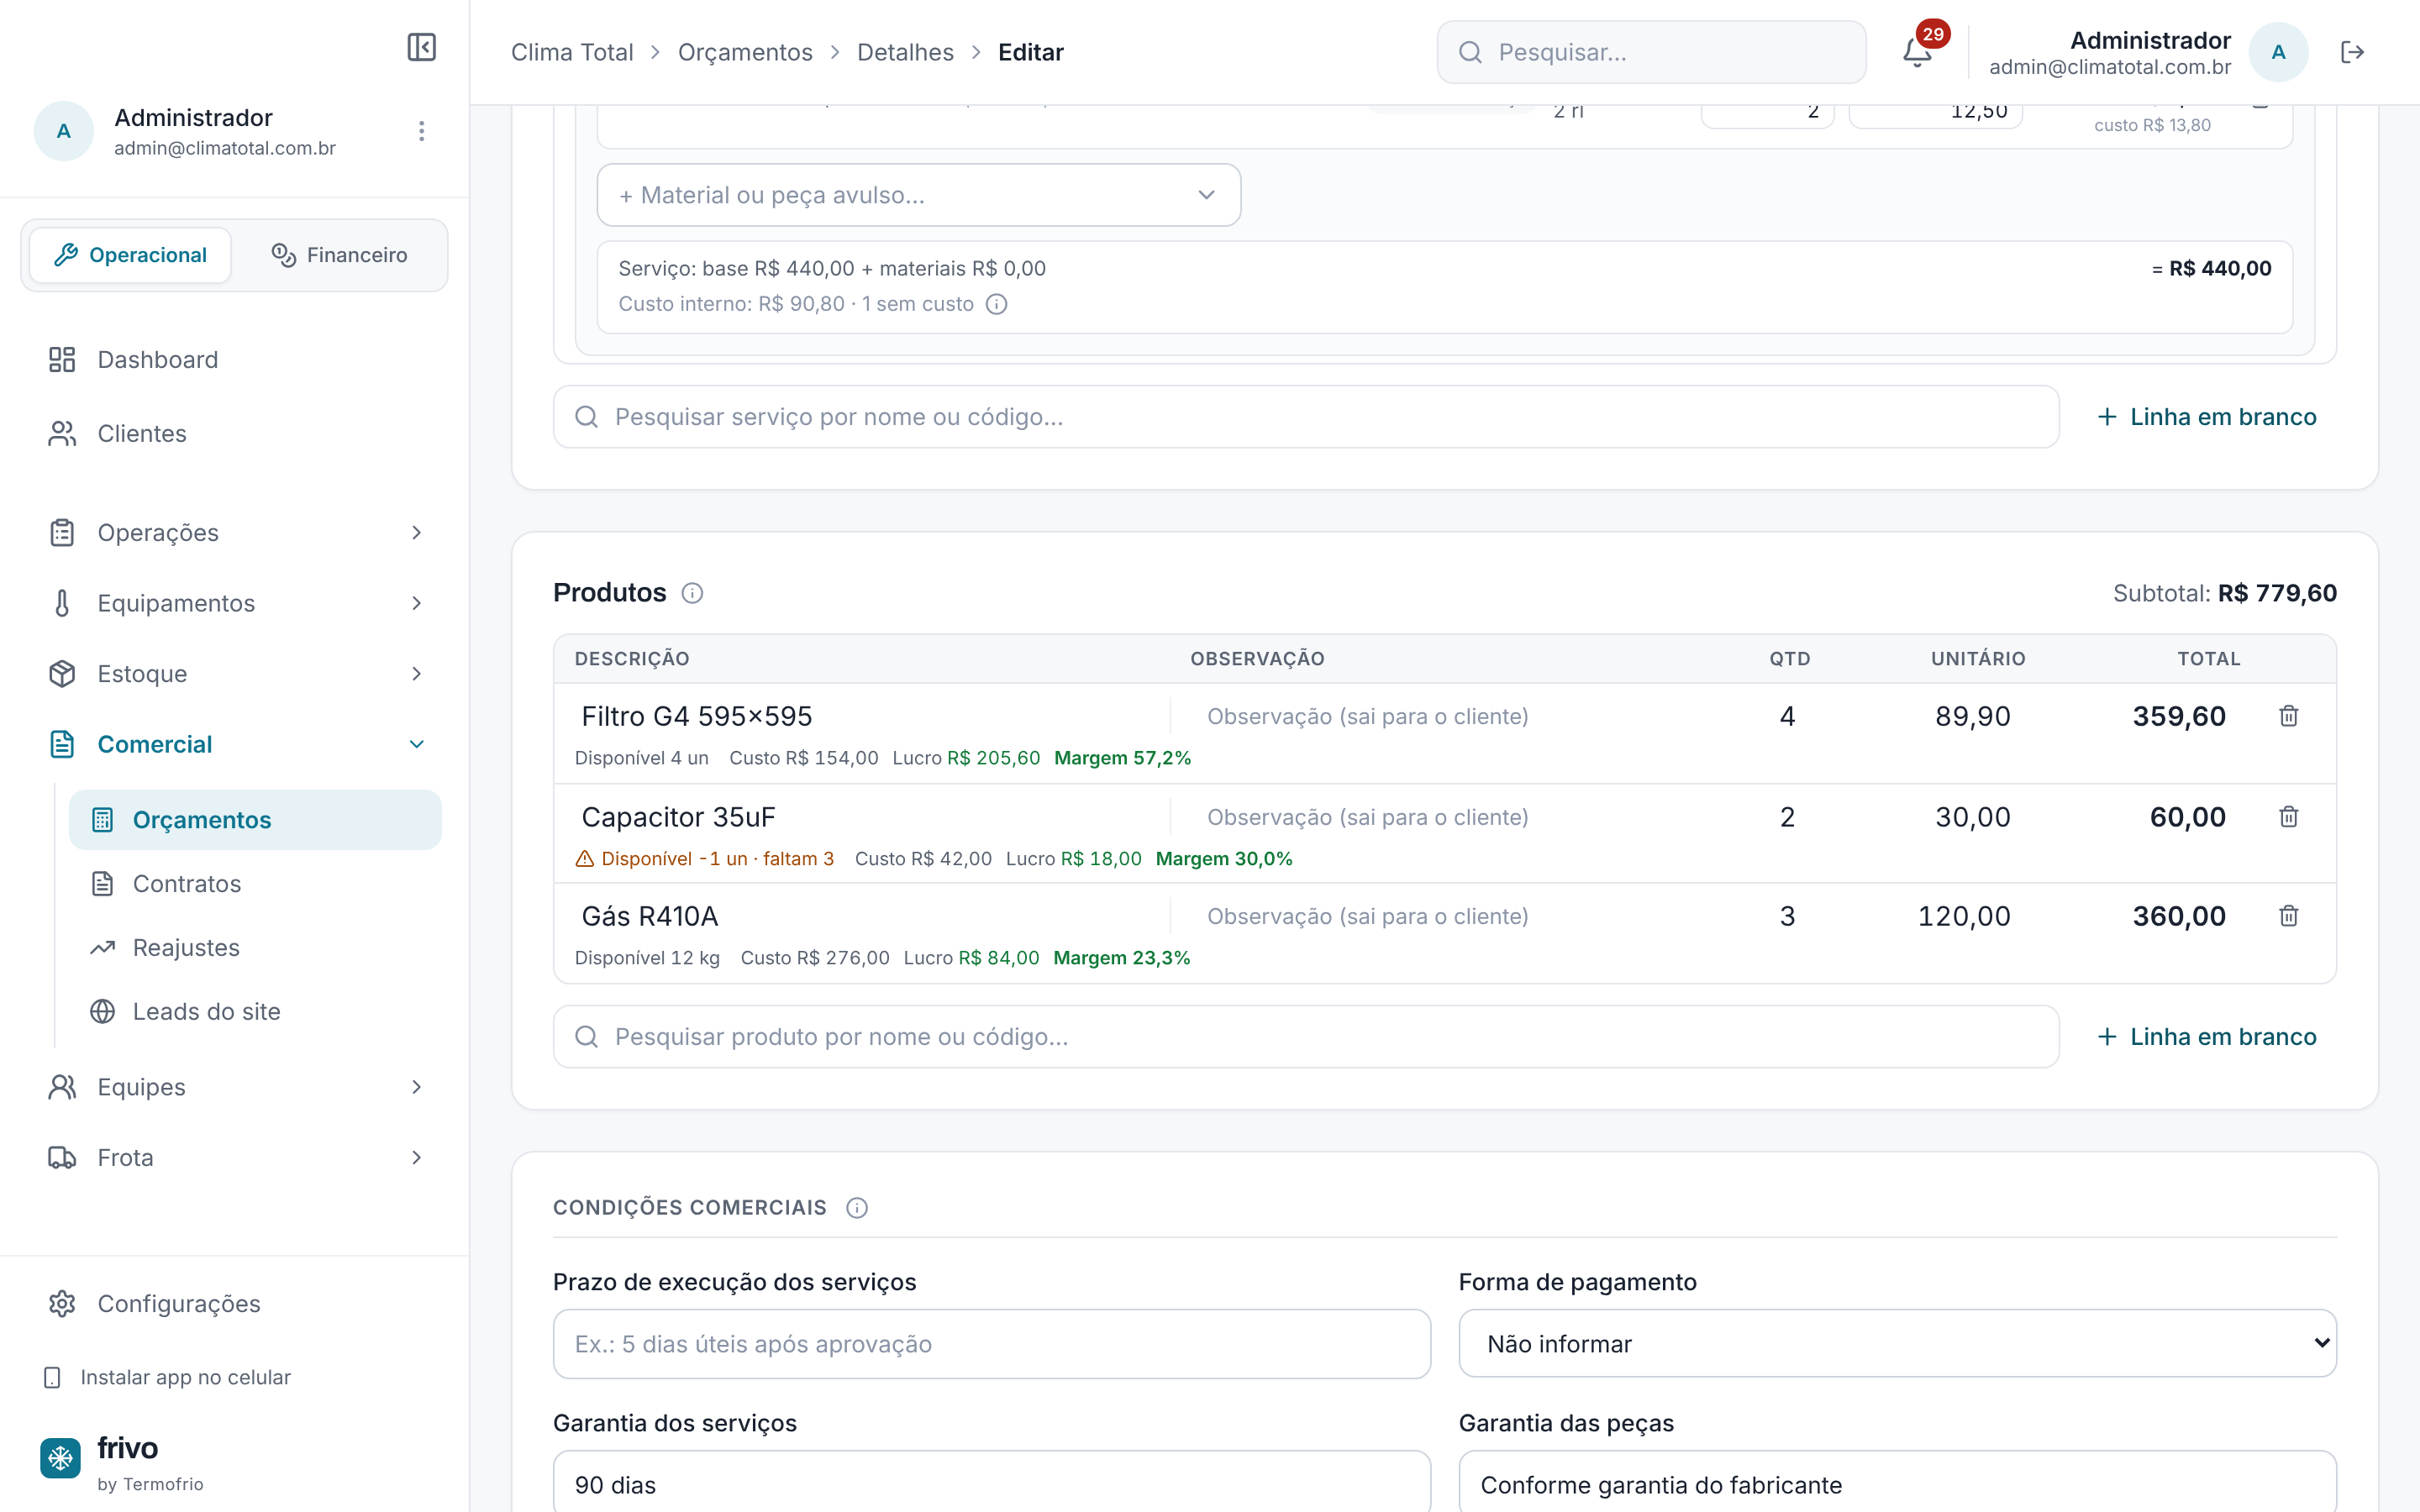 Clima Total > Orçamentos > Detalhes > Editar
Pesquisar...
29
Administrador
admin@climatotal.com.br
A
A
Administrador
admin@climatotal.com.br
Operacional
Financeiro
Dashboard
Clientes
Operações
Equipamentos
Estoque
Comercial
Orçamentos
Contratos
Reajustes
Leads do site
Equipes
Frota
Configurações
Instalar app no celular
frivo
by Termofrio
2 rl 2 12,50
custo R$ 13,80
+ Material ou peça avulso...
Serviço: base R$ 440,00 + materiais R$ 0,00 = R$ 440,00
Custo interno: R$ 90,80 · 1 sem custo
Pesquisar serviço por nome ou código...
+ Linha em branco
Produtos
Subtotal: R$ 779,60
DESCRIÇÃO OBSERVAÇÃO QTD UNITÁRIO TOTAL
Filtro G4 595×595 Observação (sai para o cliente) 4 89,90 359,60
Disponível 4 un Custo R$ 154,00 Lucro R$ 205,60 Margem 57,2%
Capacitor 35uF Observação (sai para o cliente) 2 30,00 60,00
Disponível -1 un · faltam 3 Custo R$ 42,00 Lucro R$ 18,00 Margem 30,0%
Gás R410A Observação (sai para o cliente) 3 120,00 360,00
Disponível 12 kg Custo R$ 276,00 Lucro R$ 84,00 Margem 23,3%
Pesquisar produto por nome ou código...
+ Linha em branco
CONDIÇÕES COMERCIAIS
Prazo de execução dos serviços
Ex.: 5 dias úteis após aprovação
Forma de pagamento
Não informar
Garantia dos serviços
90 dias
Garantia das peças
Conforme garantia do fabricante